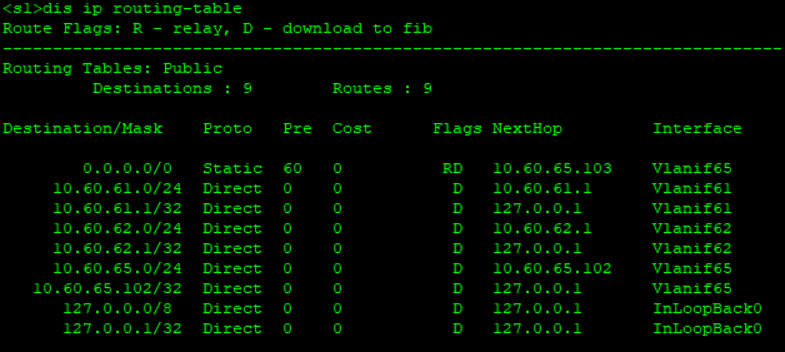 <sl>dis ip routing-table
Route Flags: R - relay, D - download to fib
------------------------------------------------------------------------------
Routing Tables: Public
         Destinations : 9        Routes : 9

Destination/Mask    Proto   Pre  Cost      Flags NextHop         Interface

        0.0.0.0/0   Static  60   0          RD   10.60.65.103    Vlanif65
     10.60.61.0/24  Direct  0    0           D   10.60.61.1      Vlanif61
     10.60.61.1/32  Direct  0    0           D   127.0.0.1       Vlanif61
     10.60.62.0/24  Direct  0    0           D   10.60.62.1      Vlanif62
     10.60.62.1/32  Direct  0    0           D   127.0.0.1       Vlanif62
     10.60.65.0/24  Direct  0    0           D   10.60.65.102    Vlanif65
   10.60.65.102/32  Direct  0    0           D   127.0.0.1       Vlanif65
      127.0.0.0/8   Direct  0    0           D   127.0.0.1       InLoopBack0
      127.0.0.1/32  Direct  0    0           D   127.0.0.1       InLoopBack0